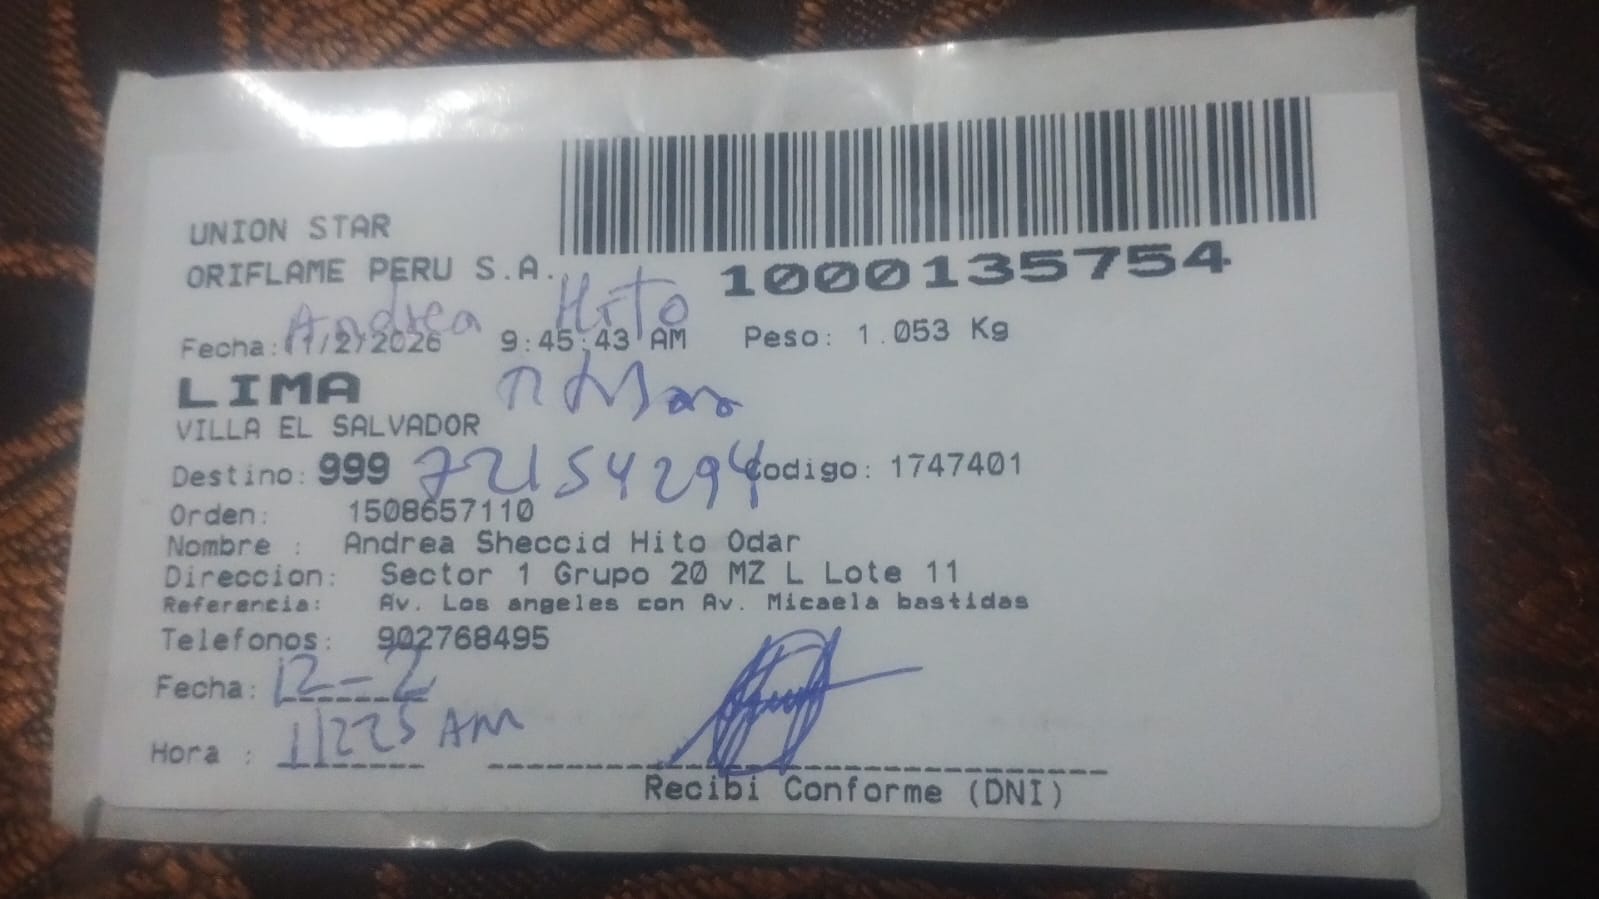 UNION STAR
ORIFLAME PERU S.A.
1000135754
Andrea Hito
Fecha: 11/2/2026 9:45:43 AM Peso: 1.053 Kg
LIMA
VILLA EL SALVADOR
Destino: 999 72154294 Codigo: 1747401
Orden: 1508657110
Nombre : Andrea Sheccid Hito Odar
Direccion: Sector 1 Grupo 20 MZ L Lote 11
Referencia: Av. Los angeles con Av. Micaela bastidas
Telefonos: 902768495
Fecha: 12-2
Hora : AM
Recibi Conforme (DNI)